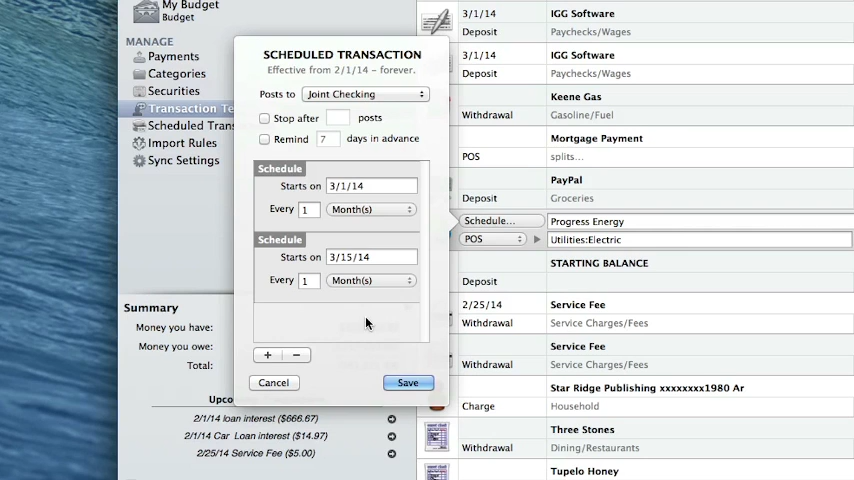 My Budget
Budget
MANAGE
Payments
Categories
Securities
Transaction Te
Scheduled Tran
Import Rules
Sync Settings
Summary
Money you have:
Money you owe:
Total:
Upco
2/1/14 loan interest ($666.67)
2/1/14 Car Loan interest ($14.97)
2/25/14 Service Fee ($5.00)
SCHEDULED TRANSACTION
Effective from 2/1/14 – forever.
Posts to Joint Checking
Stop after posts
Remind 7 days in advance
Schedule
Starts on 3/1/14
Every 1 Month(s)
Schedule
Starts on 3/15/14
Every 1 Month(s)
+ −
Cancel Save
3/1/14 IGG Software
Deposit Paychecks/Wages
3/1/14 IGG Software
Deposit Paychecks/Wages
Keene Gas
Withdrawal Gasoline/Fuel
Mortgage Payment
POS splits...
PayPal
Deposit Groceries
Schedule... Progress Energy
POS Utilities:Electric
STARTING BALANCE
Deposit
2/25/14 Service Fee
Withdrawal Service Charges/Fees
Service Fee
Withdrawal Service Charges/Fees
Star Ridge Publishing xxxxxxxx1980 Ar
Charge Household
Three Stones
Withdrawal Dining/Restaurants
Tupelo Honey